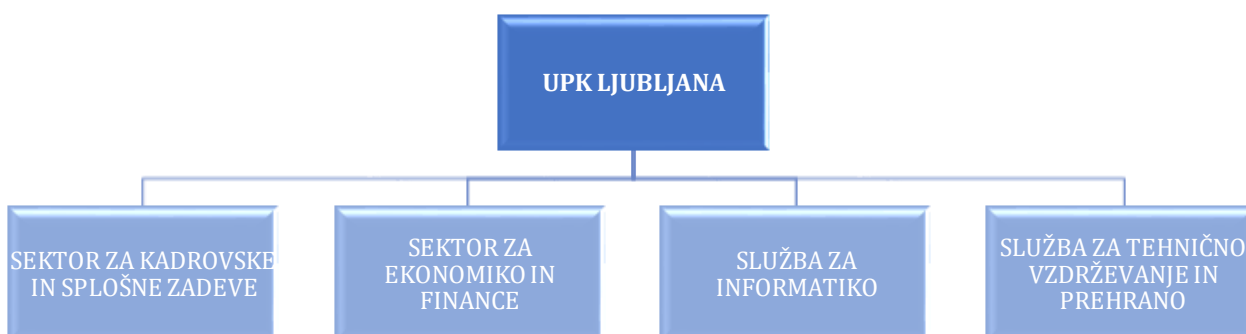 UPK LJUBLJANA
SEKTOR ZA KADROVSKE
IN SPLOŠNE ZADEVE
SEKTOR ZA
EKONOMIKO IN
FINANCE
SLUŽBA ZA
INFORMATIKO
SLUŽBA ZA TEHNIČNO
VZDRŽEVANJE IN
PREHRANO